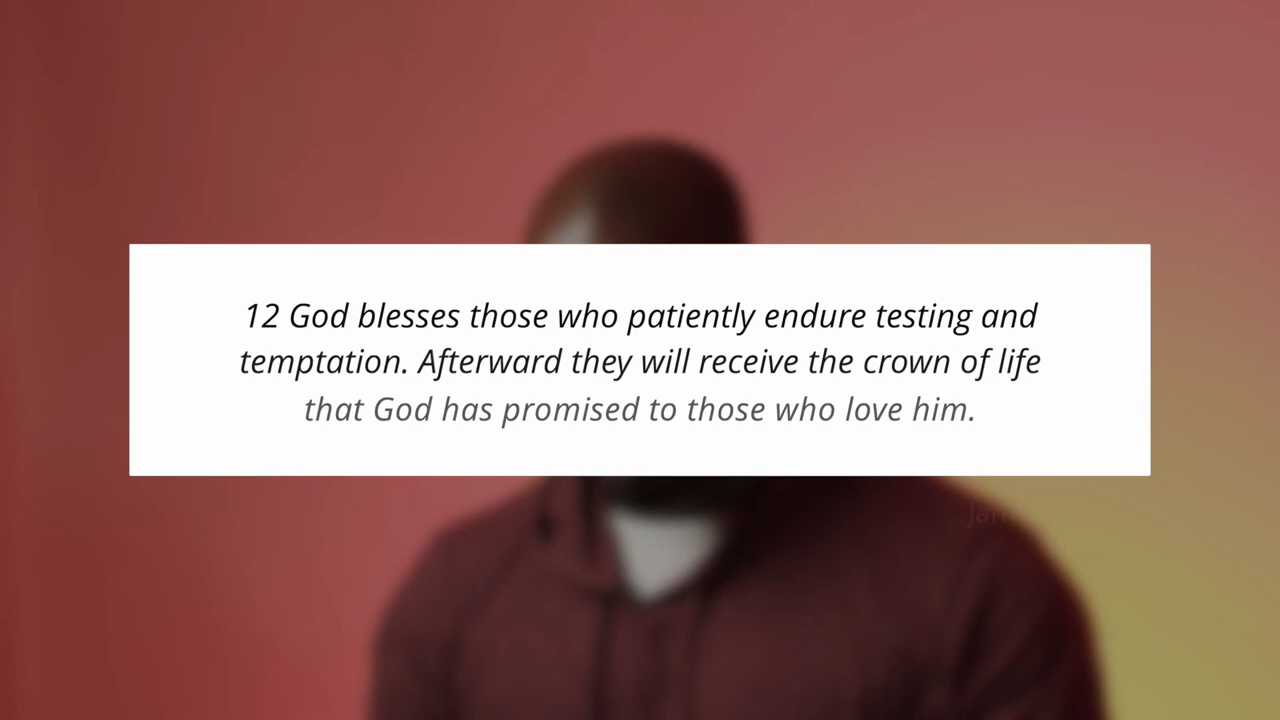 12 God blesses those who patiently endure testing and
temptation. Afterward they will receive the crown of life
that God has promised to those who love him.